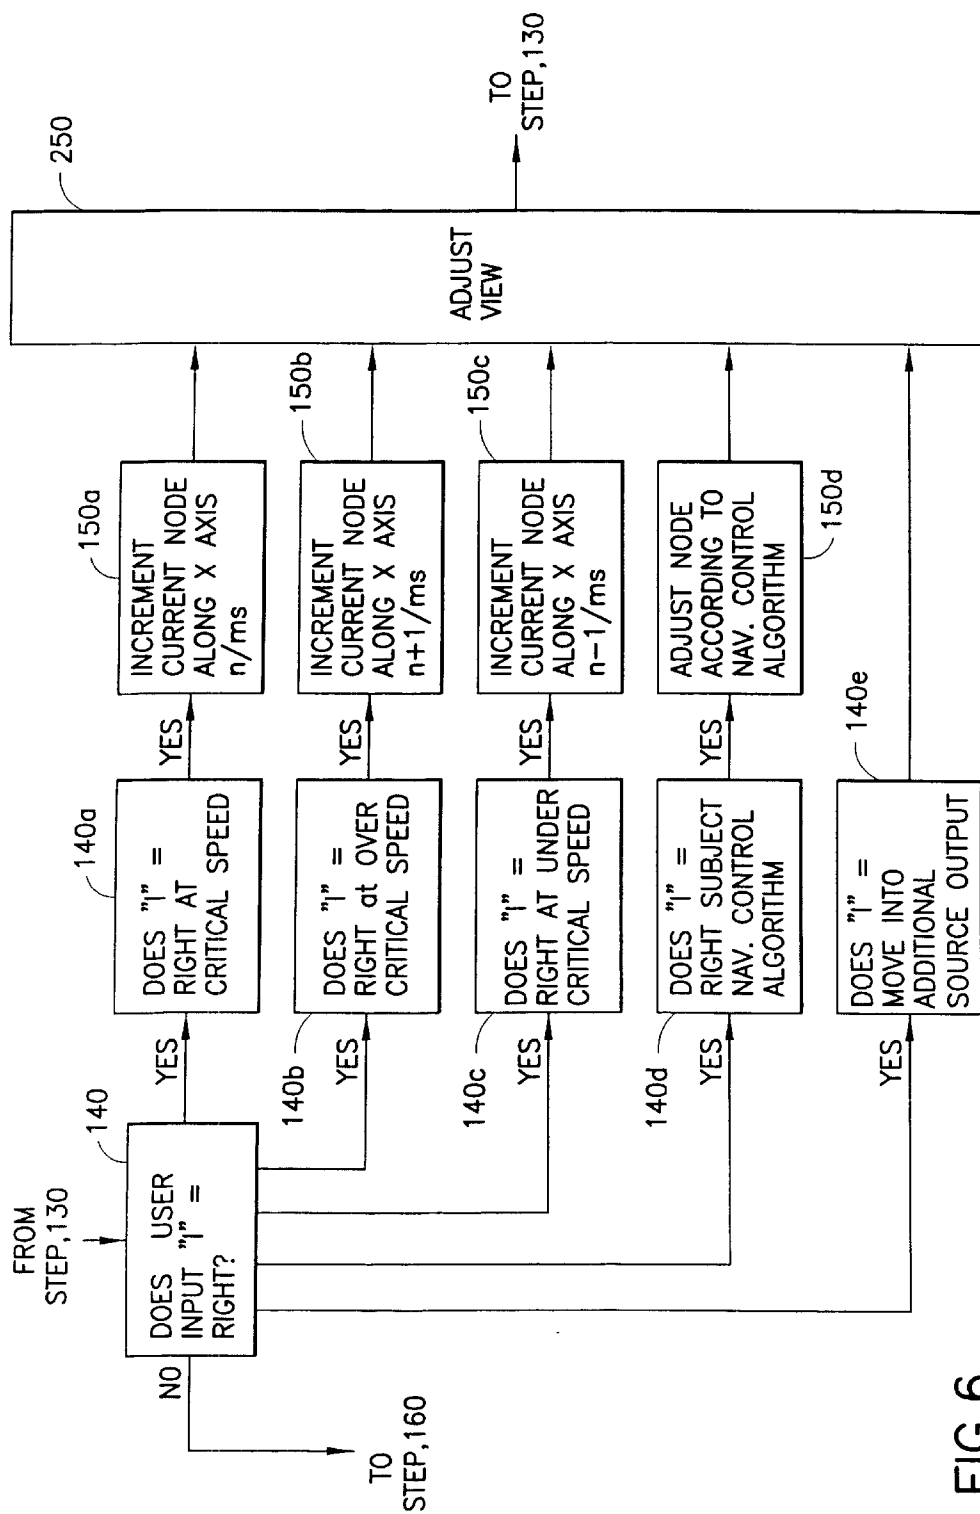 FROM
STEP,130
140
DOES USER
INPUT "I" =
RIGHT?
NO
TO
STEP,160
YES
140a
DOES "I" =
RIGHT AT
CRITICAL SPEED
YES
150a
INCREMENT
CURRENT NODE
ALONG X AXIS
n/ms
140b
YES
DOES "I" =
RIGHT at OVER
CRITICAL SPEED
YES
150b
INCREMENT
CURRENT NODE
ALONG X AXIS
n+1/ms
140c
YES
DOES "I" =
RIGHT AT UNDER
CRITICAL SPEED
YES
150c
INCREMENT
CURRENT NODE
ALONG X AXIS
n-1/ms
140d
YES
DOES "I" =
RIGHT SUBJECT
NAV. CONTROL
ALGORITHM
YES
150d
ADJUST NODE
ACCORDING TO
NAV. CONTROL
ALGORITHM
YES
140e
DOES "I" =
MOVE INTO
ADDITIONAL
SOURCE OUTPUT
250
ADJUST
VIEW
TO
STEP,130
FIG. 6